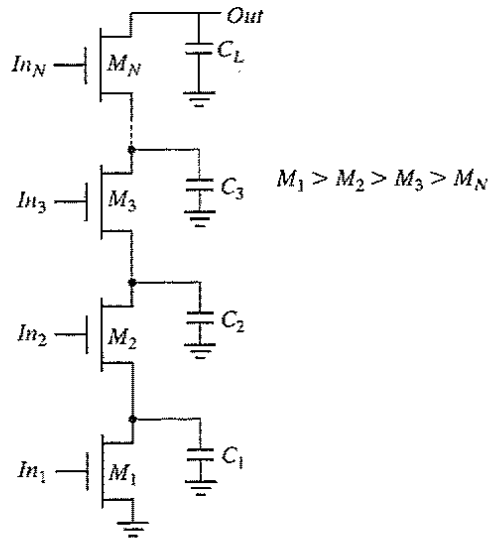 Out
In_N M_N C_L
In_3 M_3 C_3 M_1 > M_2 > M_3 > M_N
In_2 M_2 C_2
In_1 M_1 C_1